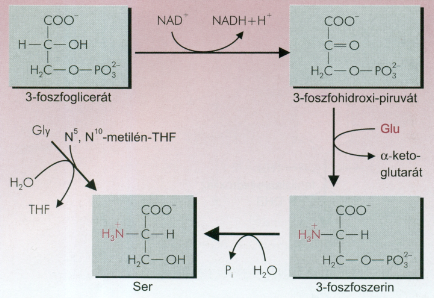 COO⁻
H—C—OH
H₂C—O—PO₃²⁻
3-foszfoglicerát
NAD⁺
NADH+H⁺
COO⁻
C=O
H₂C—O—PO₃²⁻
3-foszfohidroxi-piruvát
Glu
α-keto-
glutarát
Gly
N⁵, N¹⁰-metilén-THF
H₂O
THF
COO⁻
H₃N⁺—C—H
H₂C—OH
Ser
Pᵢ
H₂O
COO⁻
H₃N⁺—C—H
H₂C—O—PO₃²⁻
3-foszfoszerin